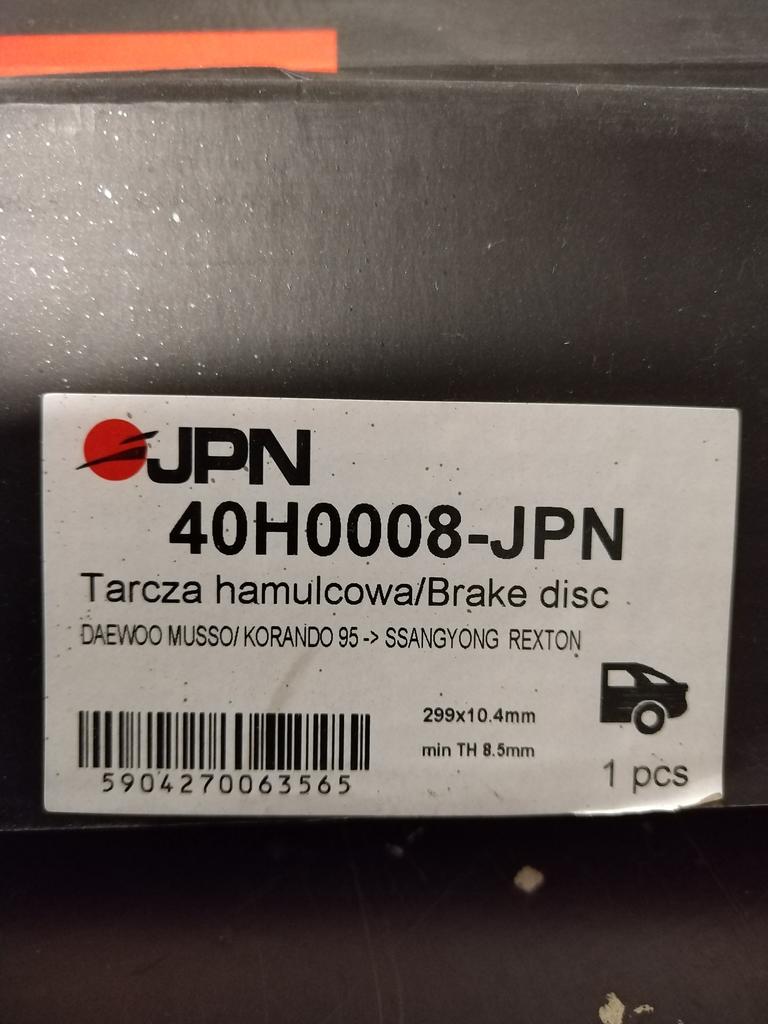 JPN
40H0008-JPN
Tarcza hamulcowa/Brake disc
DAEWOO MUSSO/ KORANDO 95 -> SSANGYONG REXTON
299x10.4mm
min TH 8.5mm
5904270063565
1 pcs